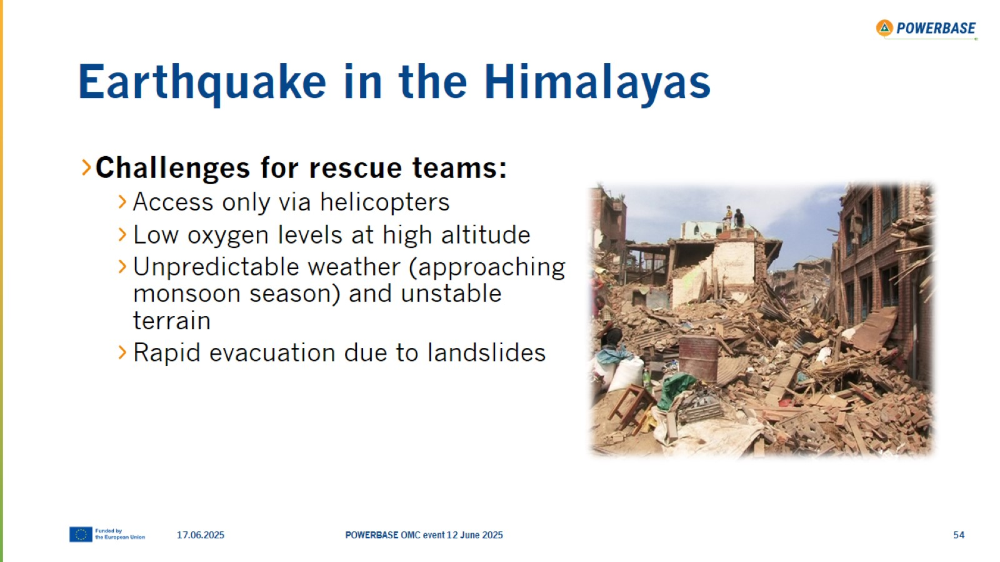 POWERBASE
Earthquake in the Himalayas
Challenges for rescue teams:
Access only via helicopters
Low oxygen levels at high altitude
Unpredictable weather (approaching
monsoon season) and unstable
terrain
Rapid evacuation due to landslides
Funded by
the European Union
17.06.2025
POWERBASE OMC event 12 June 2025
54